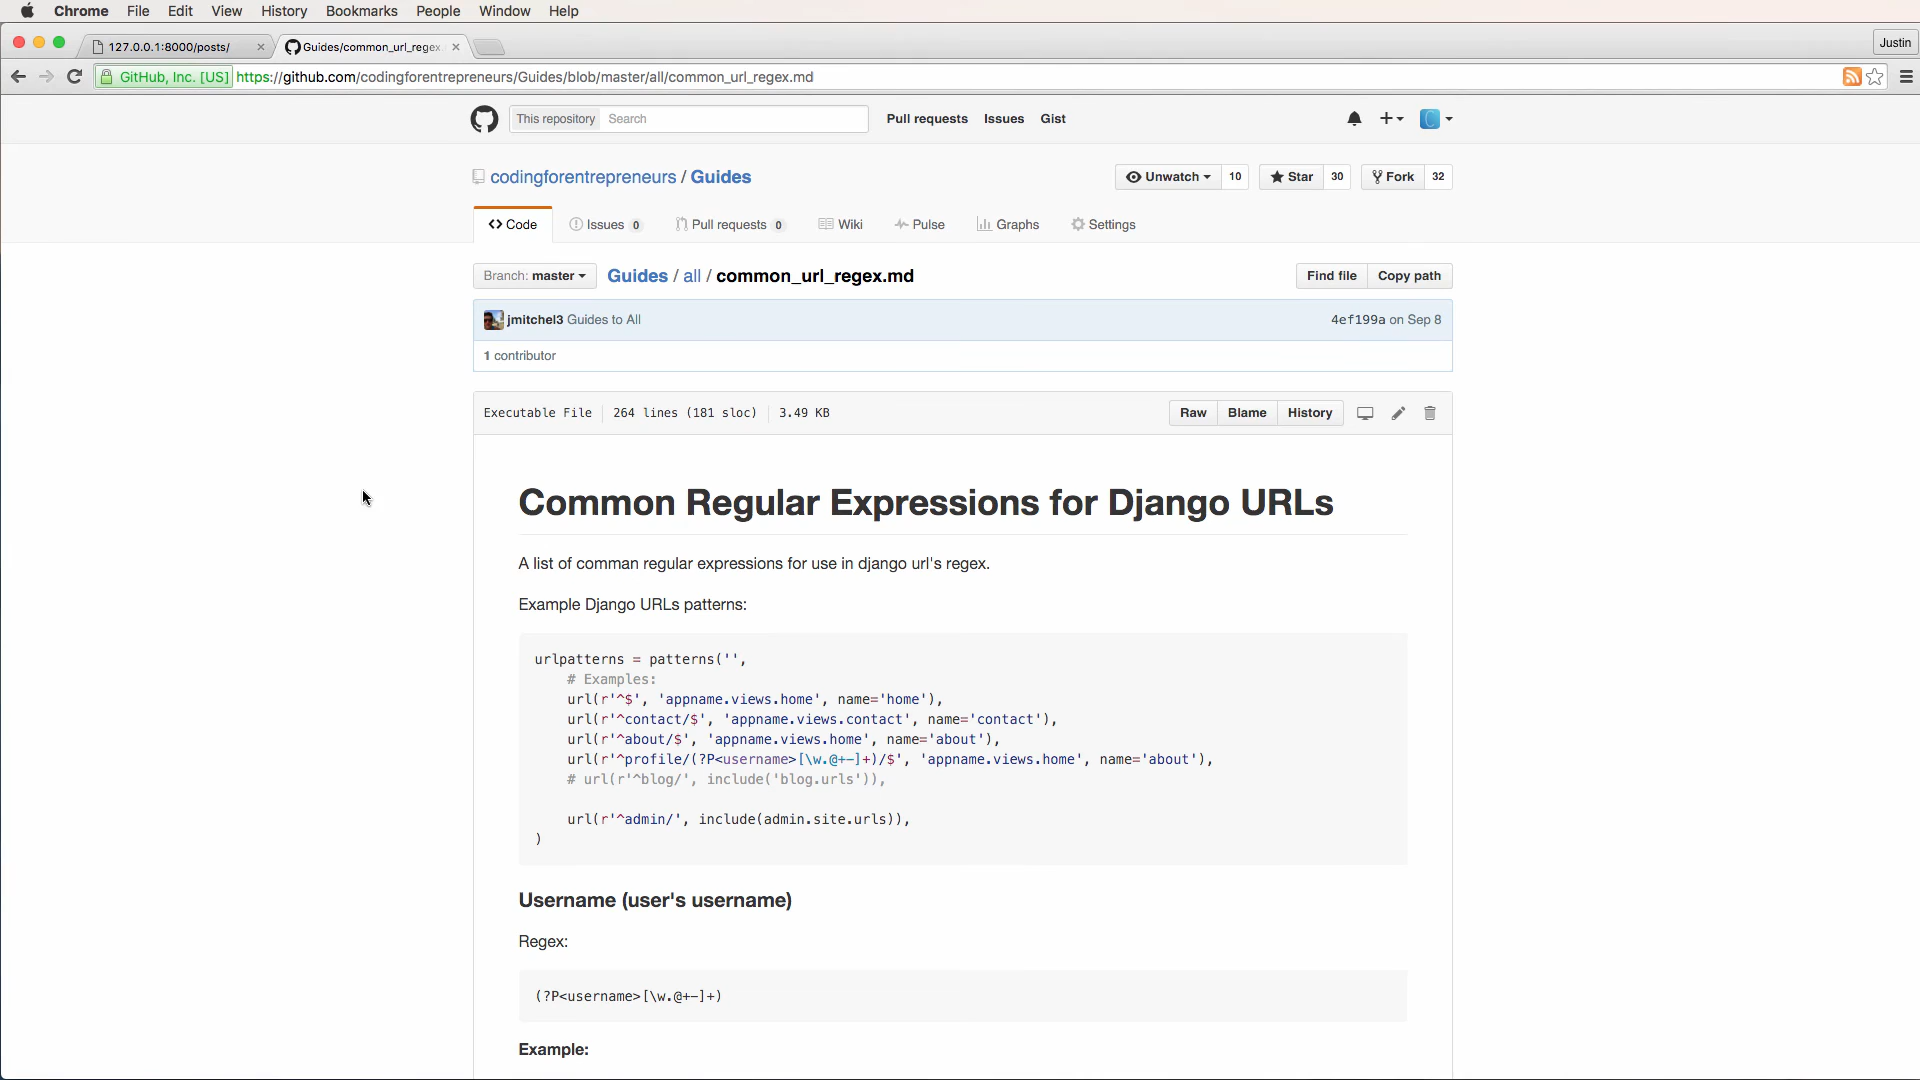 Chrome File Edit View History Bookmarks People Window Help
127.0.0.1:8000/posts/ Guides/common_url_regex. Justin
GitHub, Inc. [US] https://github.com/codingforentrepreneurs/Guides/blob/master/all/common_url_regex.md
This repository Search Pull requests Issues Gist
codingforentrepreneurs / Guides Unwatch 10 Star 30 Fork 32
Code Issues 0 Pull requests 0 Wiki Pulse Graphs Settings
Branch: master Guides / all / common_url_regex.md Find file Copy path
jmitchel3 Guides to All 4ef199a on Sep 8
1 contributor
Executable File 264 lines (181 sloc) 3.49 KB Raw Blame History
Common Regular Expressions for Django URLs
A list of comman regular expressions for use in django url's regex.
Example Django URLs patterns:
urlpatterns = patterns('',
# Examples:
url(r'^$', 'appname.views.home', name='home'),
url(r'^contact/$', 'appname.views.contact', name='contact'),
url(r'^about/$', 'appname.views.home', name='about'),
url(r'^profile/(?P<username>[\w.@+-]+)/$', 'appname.views.home', name='about'),
# url(r'^blog/', include('blog.urls')),
url(r'^admin/', include(admin.site.urls)),
)
Username (user's username)
Regex:
(?P<username>[\w.@+-]+)
Example: